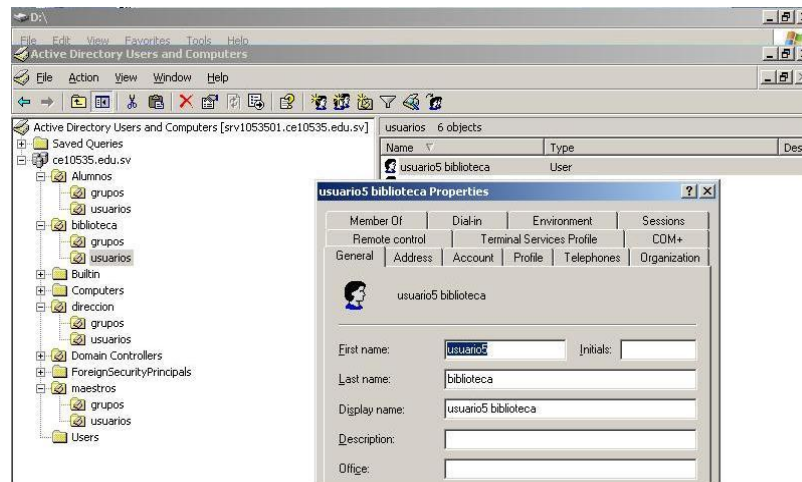 D:\
File Edit View Favorites Tools Help
Active Directory Users and Computers
File Action View Window Help
Active Directory Users and Computers [srv1053501.ce10535.edu.sv]
Saved Queries
ce10535.edu.sv
Alumnos
grupos
usuarios
biblioteca
grupos
usuarios
Builtin
Computers
direccion
grupos
usuarios
Domain Controllers
ForeignSecurityPrincipals
maestros
grupos
usuarios
Users
usuarios 6 objects
Name Type Des
usuario5 biblioteca User
usuario5 biblioteca Properties
Member Of Dial-in Environment Sessions
Remote control Terminal Services Profile COM+
General Address Account Profile Telephones Organization
usuario5 biblioteca
First name: usuario5 Initials:
Last name: biblioteca
Display name: usuario5 biblioteca
Description:
Office: